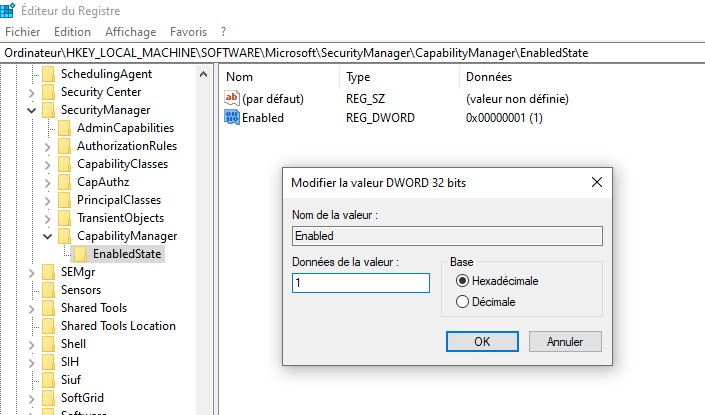 Éditeur du Registre
Fichier Edition Affichage Favoris ?
Ordinateur\HKEY_LOCAL_MACHINE\SOFTWARE\Microsoft\SecurityManager\CapabilityManager\EnabledState
SchedulingAgent
Security Center
SecurityManager
AdminCapabilities
AuthorizationRules
CapabilityClasses
CapAuthz
PrincipalClasses
TransientObjects
CapabilityManager
EnabledState
SEMgr
Sensors
Shared Tools
Shared Tools Location
Shell
SIH
Siuf
SoftGrid
Nom Type Données
ab (par défaut) REG_SZ (valeur non définie)
Enabled REG_DWORD 0x00000001 (1)
Modifier la valeur DWORD 32 bits
Nom de la valeur :
Enabled
Données de la valeur :
1
Base
Hexadécimale
Décimale
OK Annuler